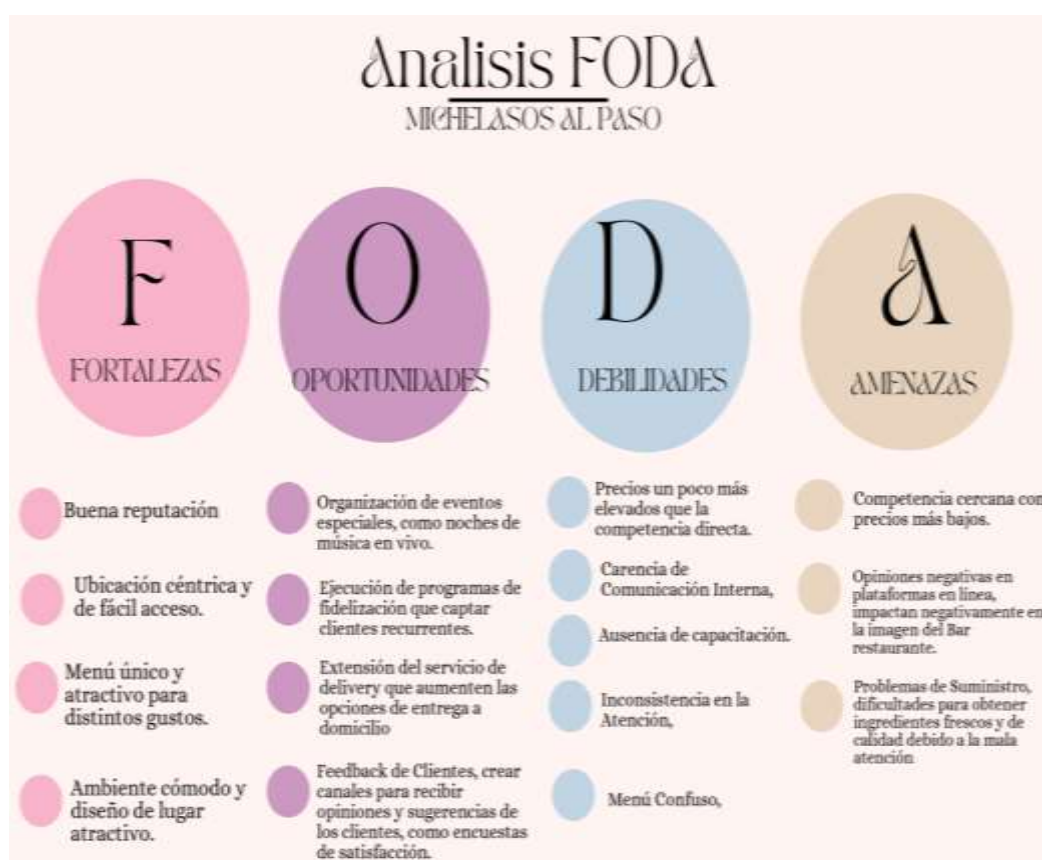 Analisis FODA
MICHELASOS AL PASO
F
FORTALEZAS
Buena reputación
Ubicación céntrica y
de fácil acceso.
Menú único y
atractivo para
distintos gustos.
Ambiente cómodo y
diseño de lugar
atractivo.
O
OPORTUNIDADES
Organización de eventos
especiales, como noches de
música en vivo.
Ejecución de programas de
fidelización que captar
clientes recurrentes.
Extensión del servicio de
delivery que aumenten las
opciones de entrega a
domicilio
Feedback de Clientes, crear
canales para recibir
opiniones y sugerencias de
los clientes, como encuestas
de satisfacción.
D
DEBILIDADES
Precios un poco más
elevados que la
competencia directa.
Carencia de
Comunicación Interna,
Ausencia de capacitación.
Inconsistencia en la
Atención,
Menú Confuso,
A
AMENAZAS
Competencia cercana con
precios más bajos.
Opiniones negativas en
plataformas en línea,
impactan negativamente en
la imagen del Bar
restaurante.
Problemas de Suministro,
dificultades para obtener
ingredientes frescos y de
calidad debido a la mala
atención